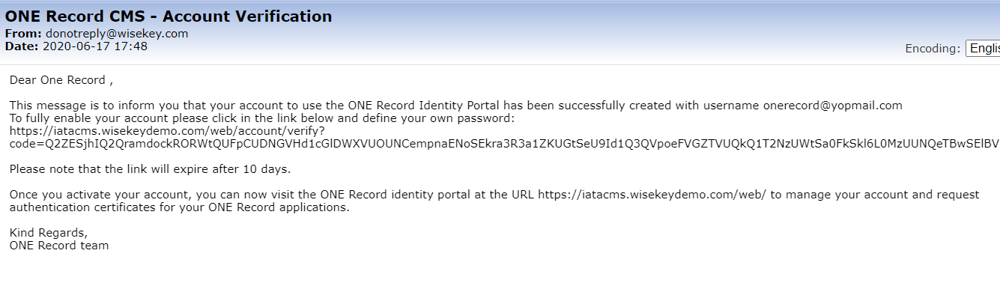 ONE Record CMS - Account Verification
From: donotreply@wisekey.com
Date: 2020-06-17 17:48
Encoding:
Dear One Record ,
This message is to inform you that your account to use the ONE Record Identity Portal has been successfully created with username onerecord@yopmail.com
To fully enable your account please click in the link below and define your own password:
https://iatacms.wisekeydemo.com/web/account/verify?
code=Q2ZESjhIQ2QramdockRORWtQUFpCUDNGVHd1cGlDWXVUOUNCempnaENoSEkra3R3a1ZKUGtSeU9Id1Q3QVpoeFVGZTVUQkQ1T2NzUWtSa0FkSkl6L0MzUUNQeTBwSElBV
Please note that the link will expire after 10 days.
Once you activate your account, you can now visit the ONE Record identity portal at the URL https://iatacms.wisekeydemo.com/web/ to manage your account and request
authentication certificates for your ONE Record applications.
Kind Regards,
ONE Record team